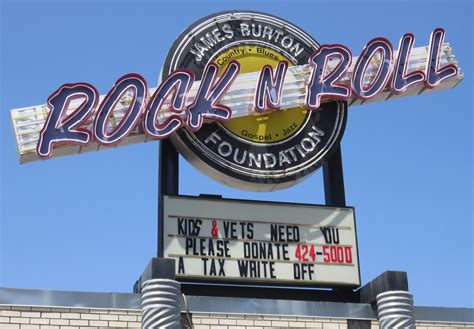 JAMES BURTON
Country · Blues
ROCK N ROLL
Gospel · Jazz
FOUNDATION
KIDS & VETS NEED YOU
PLEASE DONATE 424-5000
A TAX WRITE OFF